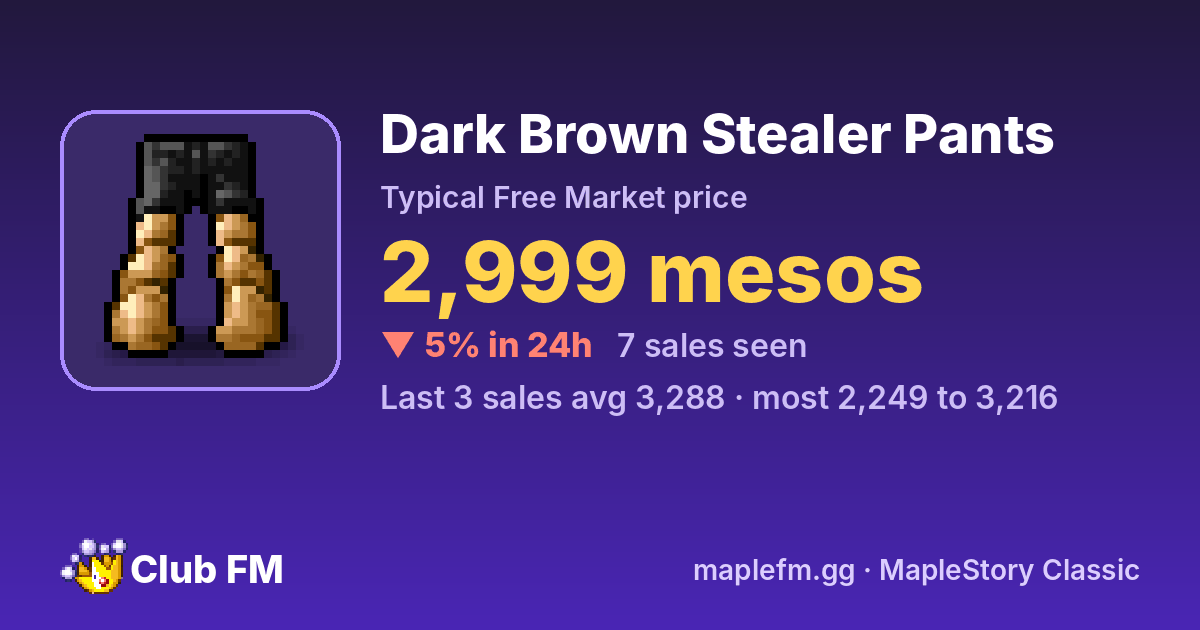 Dark Brown Stealer Pants
Typical Free Market price
2,999 mesos
▼ 5% in 24h 7 sales seen
Last 3 sales avg 3,288 · most 2,249 to 3,216
Club FM
maplefm.gg · MapleStory Classic